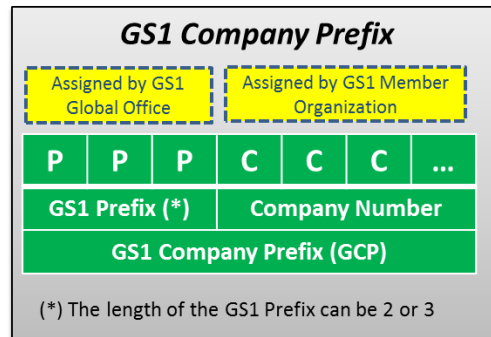 GS1 Company Prefix
Assigned by GS1
Global Office
Assigned by GS1 Member
Organization
P P P C C C ...
GS1 Prefix (*) Company Number
GS1 Company Prefix (GCP)
(*) The length of the GS1 Prefix can be 2 or 3